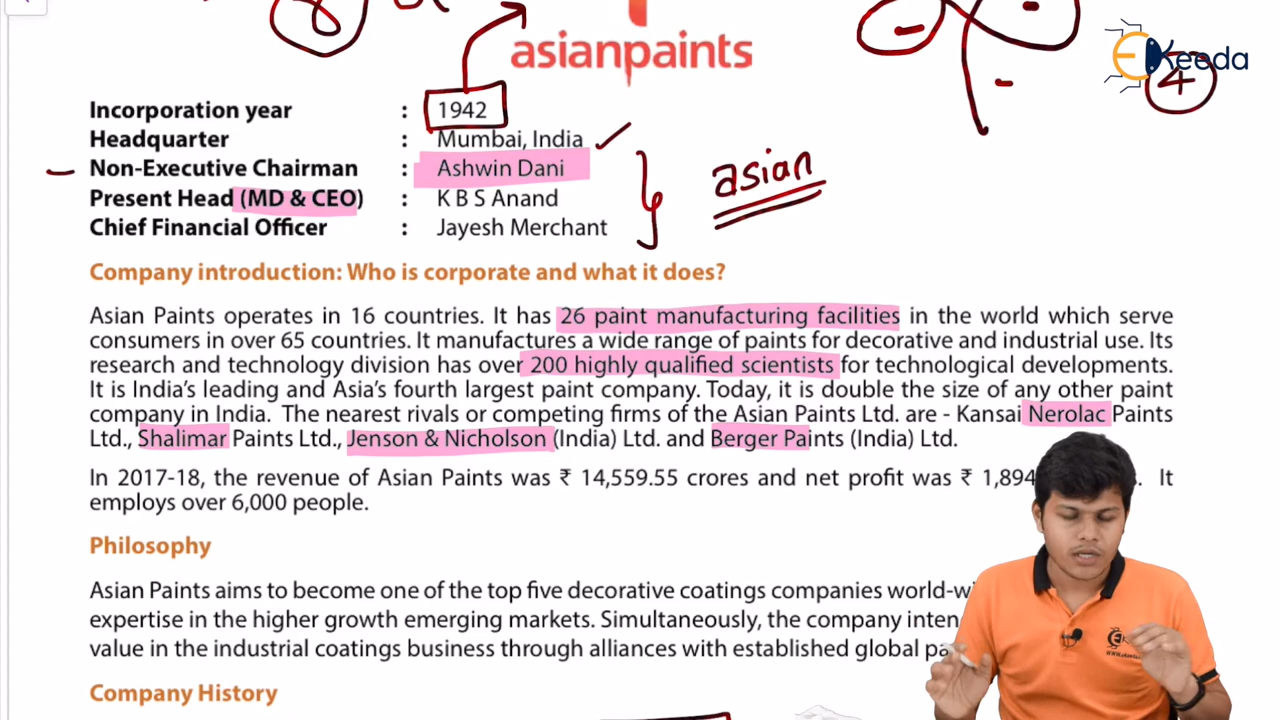 asianpaints
EKeeda
4
Incorporation year : 1942
Headquarter : Mumbai, India
Non-Executive Chairman : Ashwin Dani
asian
Present Head (MD & CEO) : K B S Anand
Chief Financial Officer : Jayesh Merchant
Company introduction: Who is corporate and what it does?
Asian Paints operates in 16 countries. It has 26 paint manufacturing facilities in the world which serve
consumers in over 65 countries. It manufactures a wide range of paints for decorative and industrial use. Its
research and technology division has over 200 highly qualified scientists for technological developments.
It is India's leading and Asia's fourth largest paint company. Today, it is double the size of any other paint
company in India. The nearest rivals or competing firms of the Asian Paints Ltd. are - Kansai Nerolac Paints
Ltd., Shalimar Paints Ltd., Jenson & Nicholson (India) Ltd. and Berger Paints (India) Ltd.
In 2017-18, the revenue of Asian Paints was ₹ 14,559.55 crores and net profit was ₹ 1,894 It
employs over 6,000 people.
Philosophy
Asian Paints aims to become one of the top five decorative coatings companies
expertise in the higher growth emerging markets. Simultaneously, the company
value in the industrial coatings business through alliances with established global
Company History